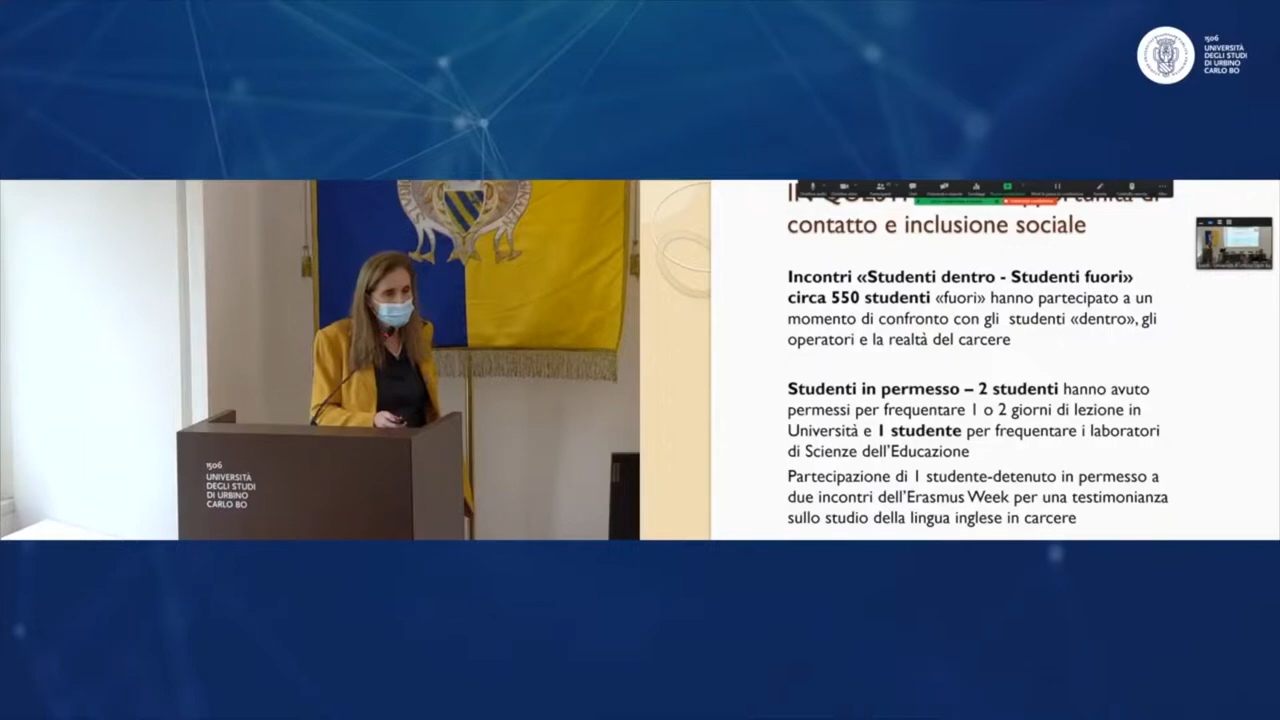 1506
UNIVERSITÀ
DEGLI STUDI
DI URBINO
CARLO BO
contatto e inclusione sociale
Incontri «Studenti dentro - Studenti fuori»
circa 550 studenti «fuori» hanno partecipato a un
momento di confronto con gli studenti «dentro», gli
operatori e la realtà del carcere
Studenti in permesso – 2 studenti hanno avuto
permessi per frequentare 1 o 2 giorni di lezione in
Università e 1 studente per frequentare i laboratori
di Scienze dell'Educazione
Partecipazione di 1 studente-detenuto in permesso a
due incontri dell'Erasmus Week per una testimonianza
sullo studio della lingua inglese in carcere
1506
UNIVERSITÀ
DEGLI STUDI
DI URBINO
CARLO BO